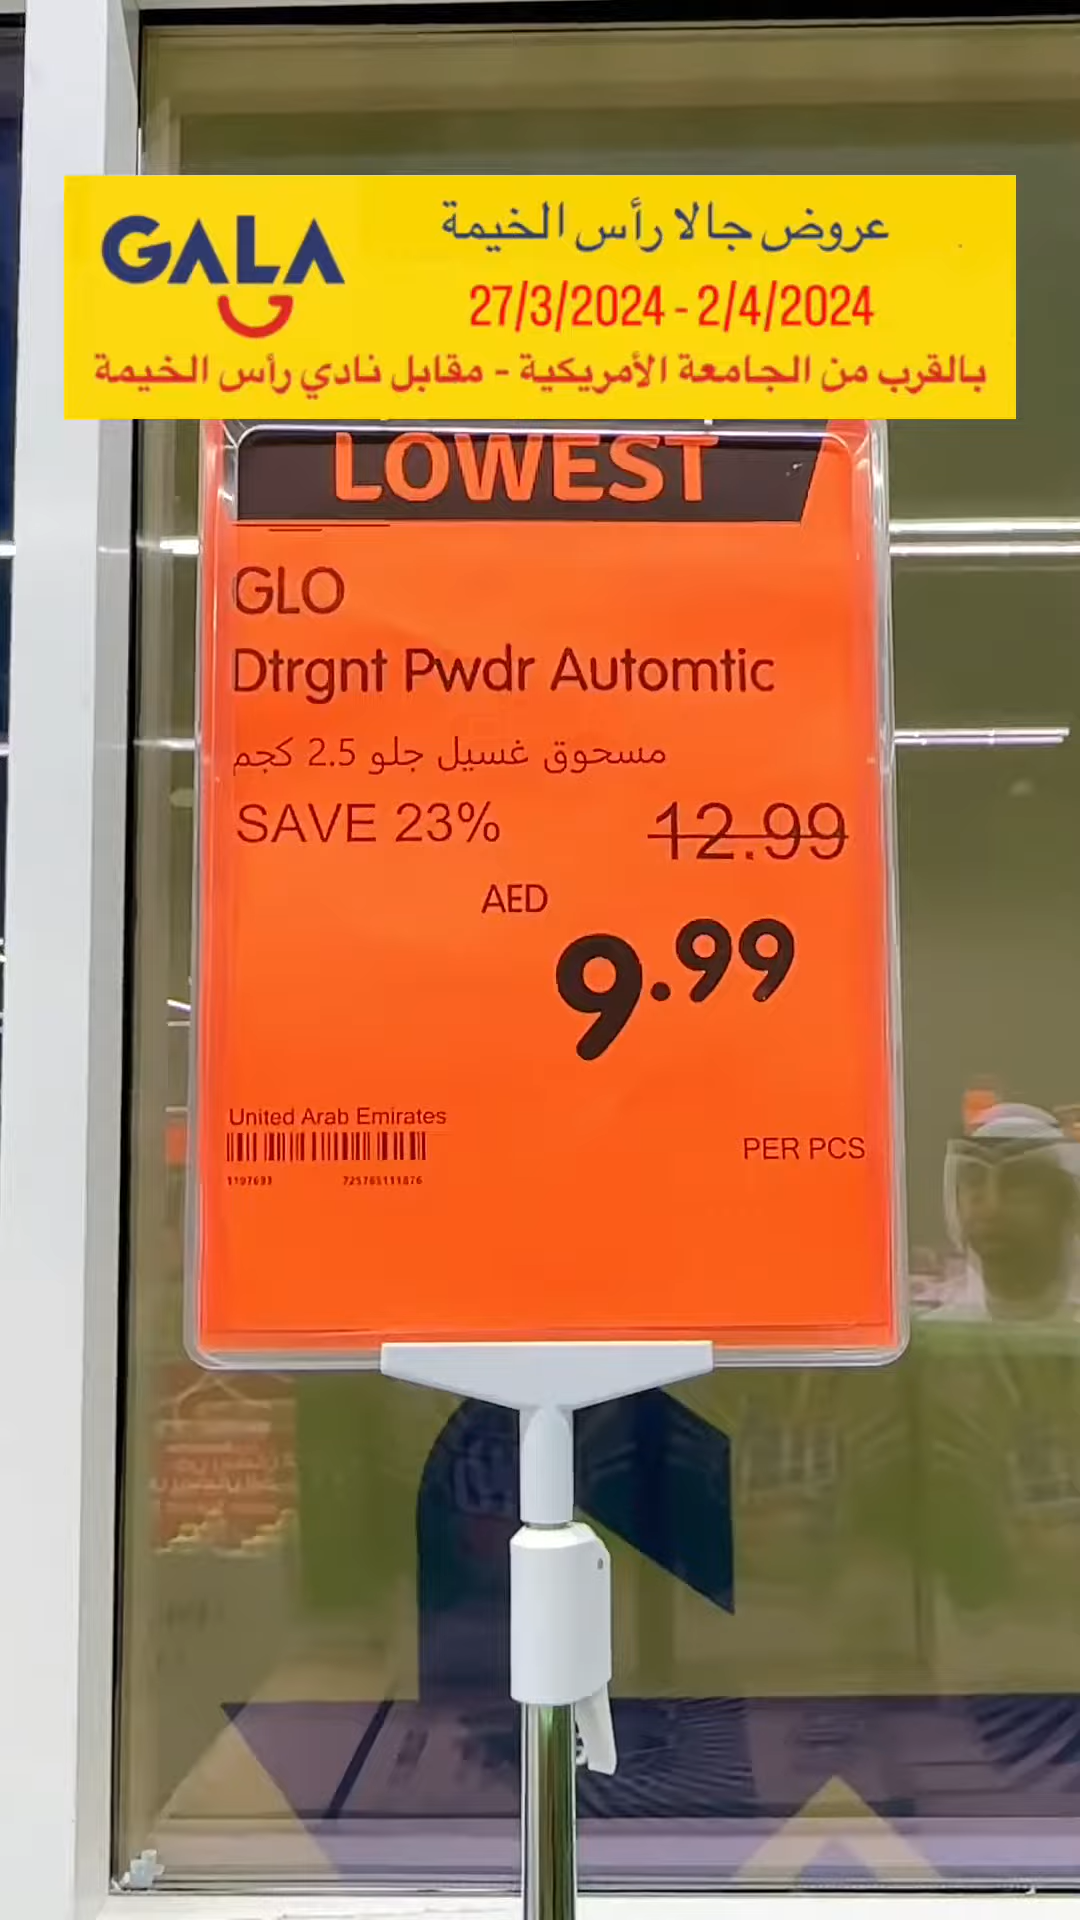 GALA
عروض جالا رأس الخيمة
27/3/2024 - 2/4/2024
بالقرب من الجامعة الأمريكية - مقابل نادي رأس الخيمة
LOWEST
GLO
Dtrgnt Pwdr Automtic
مسحوق غسيل جلو 2.5 كجم
SAVE 23%
12.99
AED
9.99
United Arab Emirates
PER PCS
1197693 725765111876